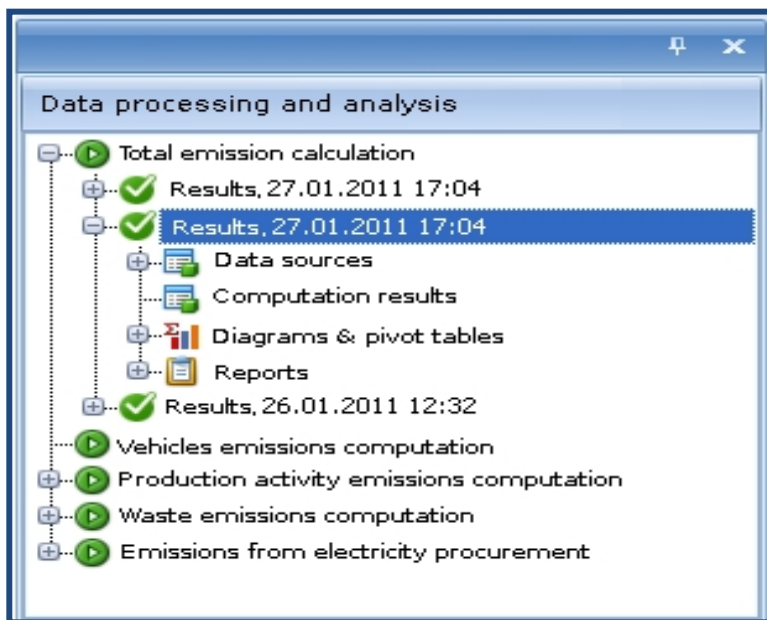 Data processing and analysis
Total emission calculation
Results, 27.01.2011 17:04
Results, 27.01.2011 17:04
Data sources
Computation results
Diagrams & pivot tables
Reports
Results, 26.01.2011 12:32
Vehicles emissions computation
Production activity emissions computation
Waste emissions computation
Emissions from electricity procurement